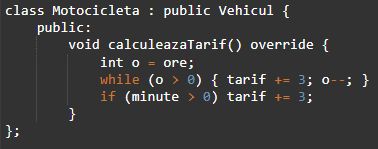 class Motocicleta : public Vehicul {
    public:
        void calculeazaTarif() override {
            int o = ore;
            while (o > 0) { tarif += 3; o--; }
            if (minute > 0) tarif += 3;
        }
};